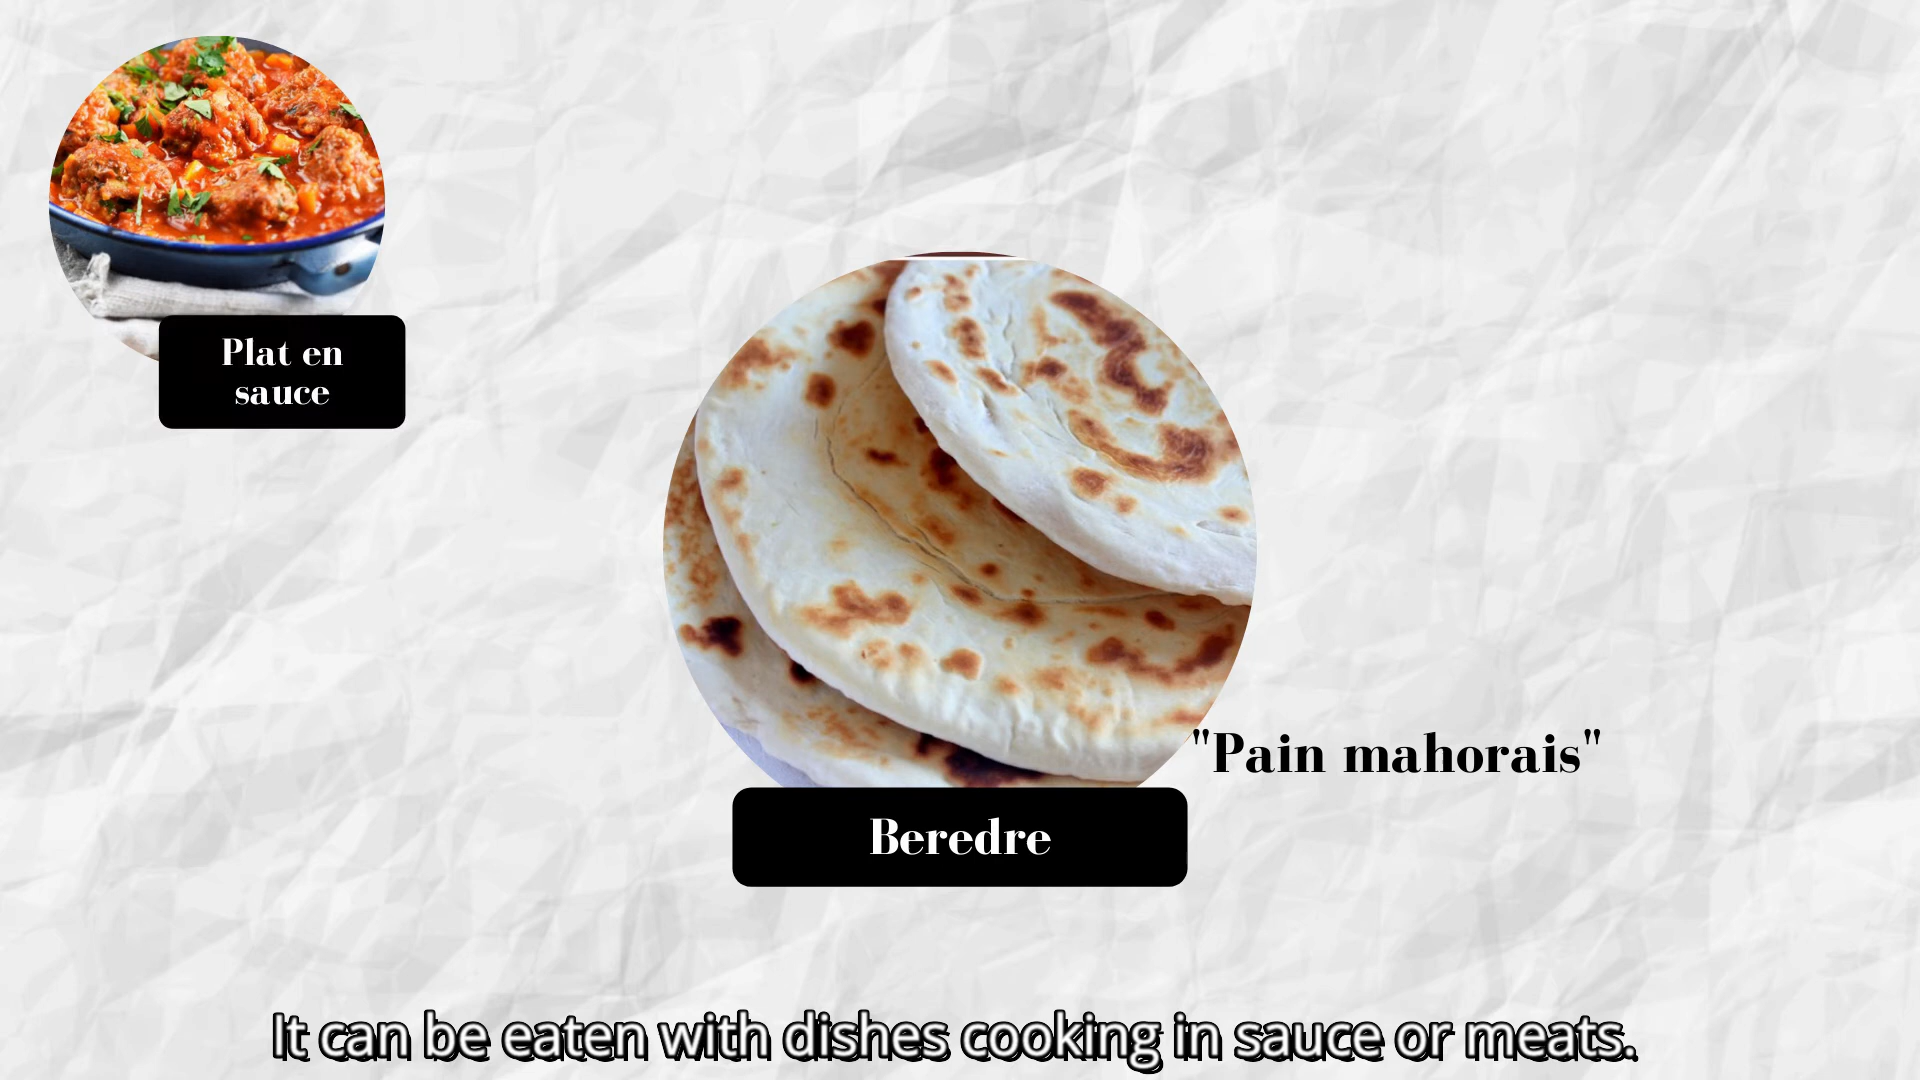 Plat en
sauce
"Pain mahorais"
Beredre
It can be eaten with dishes cooking in sauce or meats.